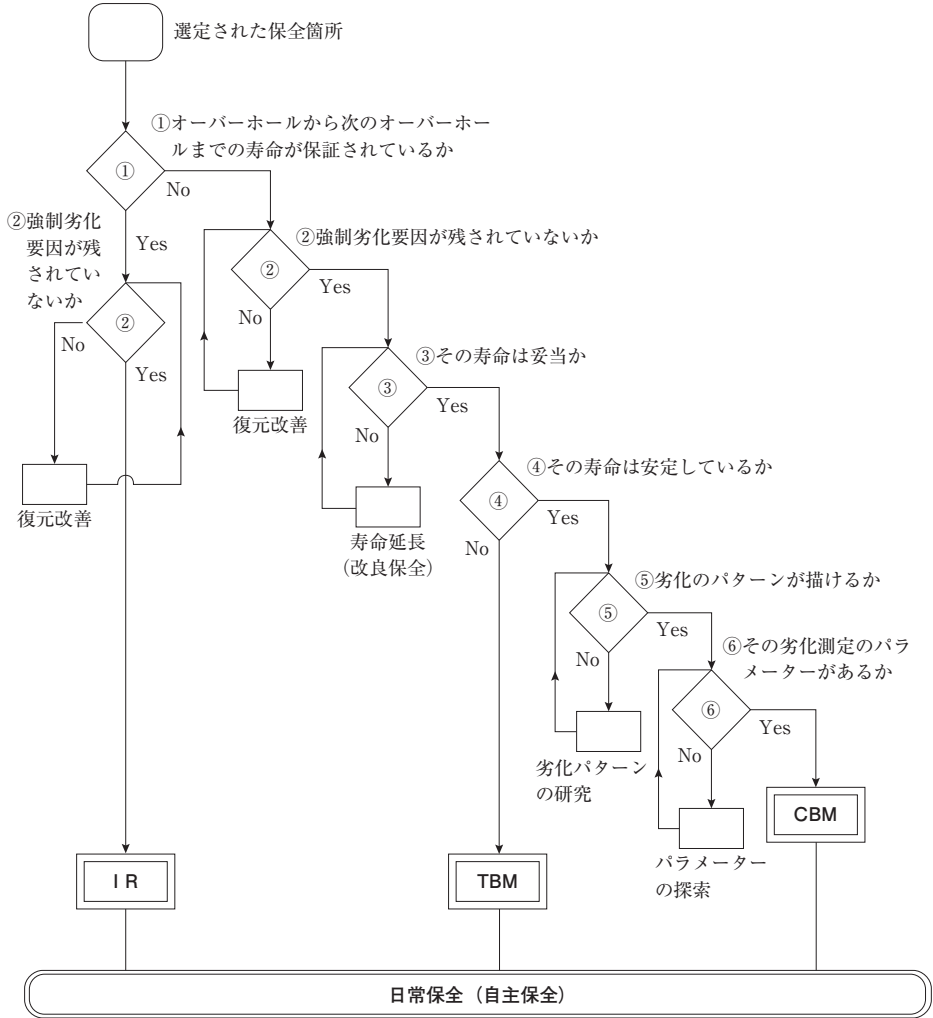 選定された保全箇所
①オーバーホールから次のオーバーホー
ルまでの寿命が保証されているか
①
No
Yes
②強制劣化
要因が残
されてい
ないか
②
No
Yes
復元改善
②強制劣化要因が残されていないか
②
Yes
No
復元改善
③その寿命は妥当か
③
Yes
No
寿命延長
（改良保全）
④その寿命は安定しているか
④
Yes
No
⑤劣化のパターンが描けるか
⑤
Yes
No
劣化パターン
の研究
⑥その劣化測定のパラ
メーターがあるか
⑥
Yes
No
パラメーター
の探索
CBM
I R
TBM
日常保全（自主保全）